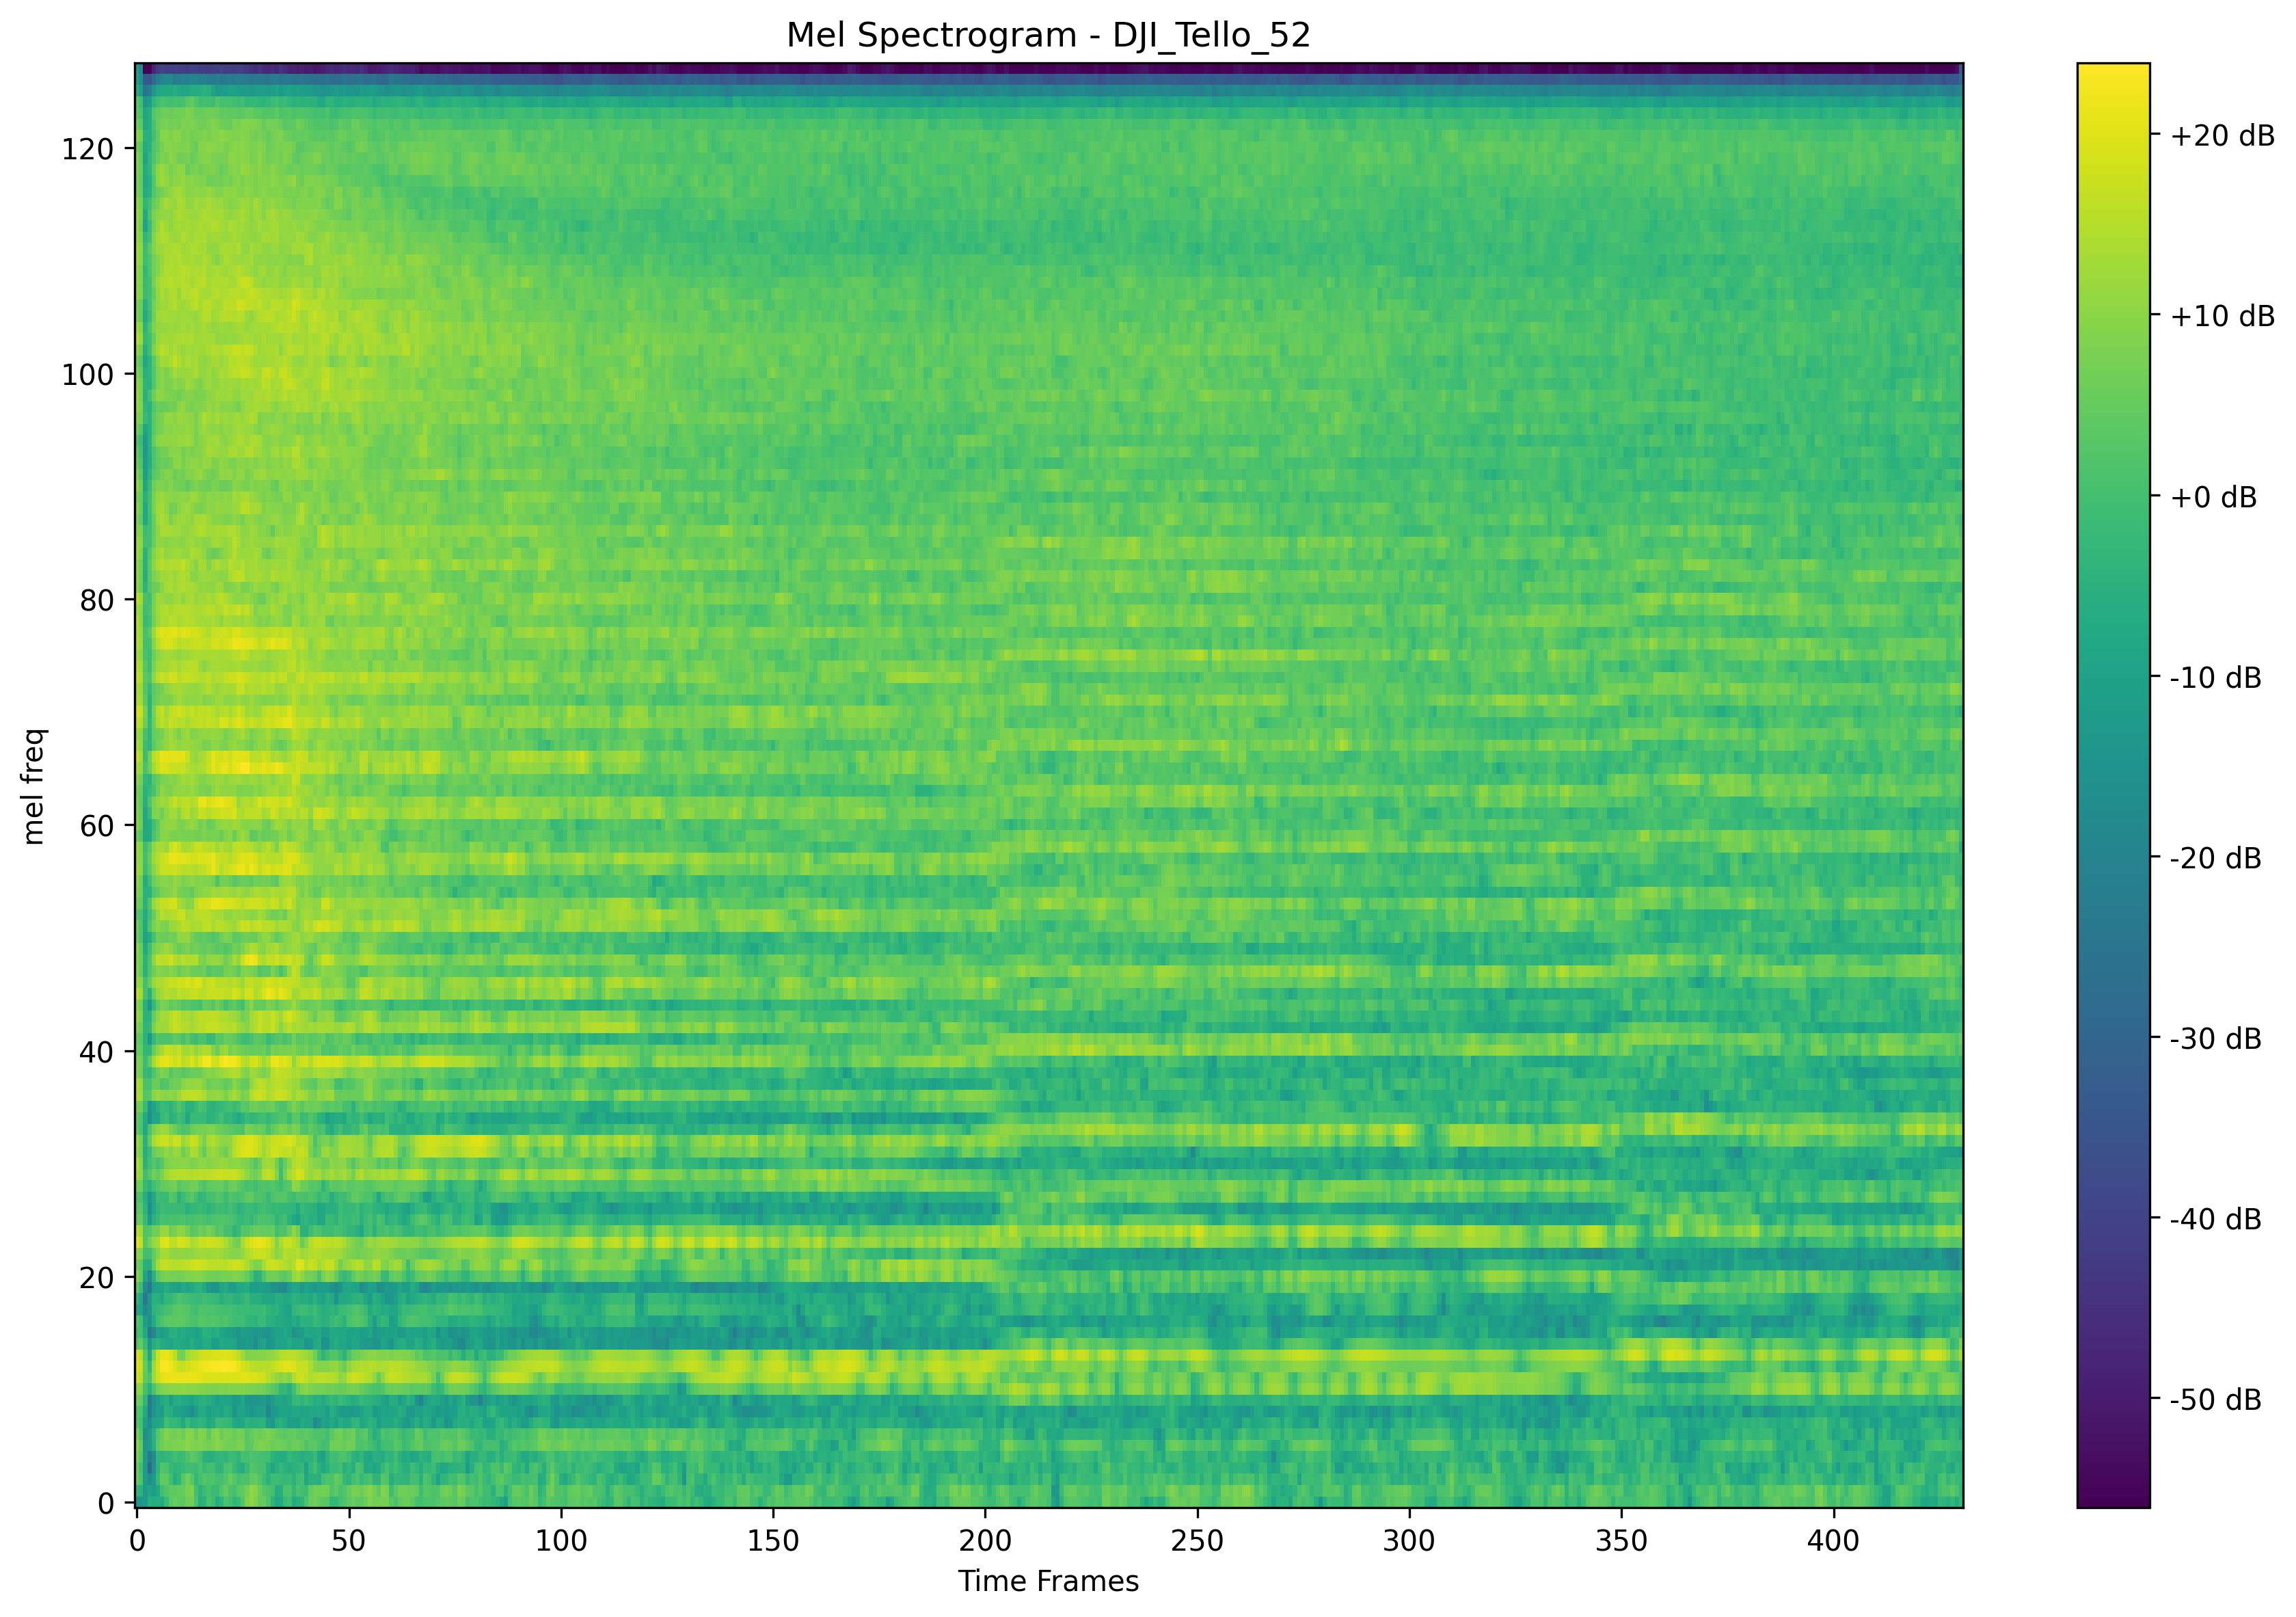 Mel Spectrogram - DJI_Tello_52
120
100
80
60
40
20
0
mel freq
0 50 100 150 200 250 300 350 400
Time Frames
+20 dB
+10 dB
+0 dB
-10 dB
-20 dB
-30 dB
-40 dB
-50 dB